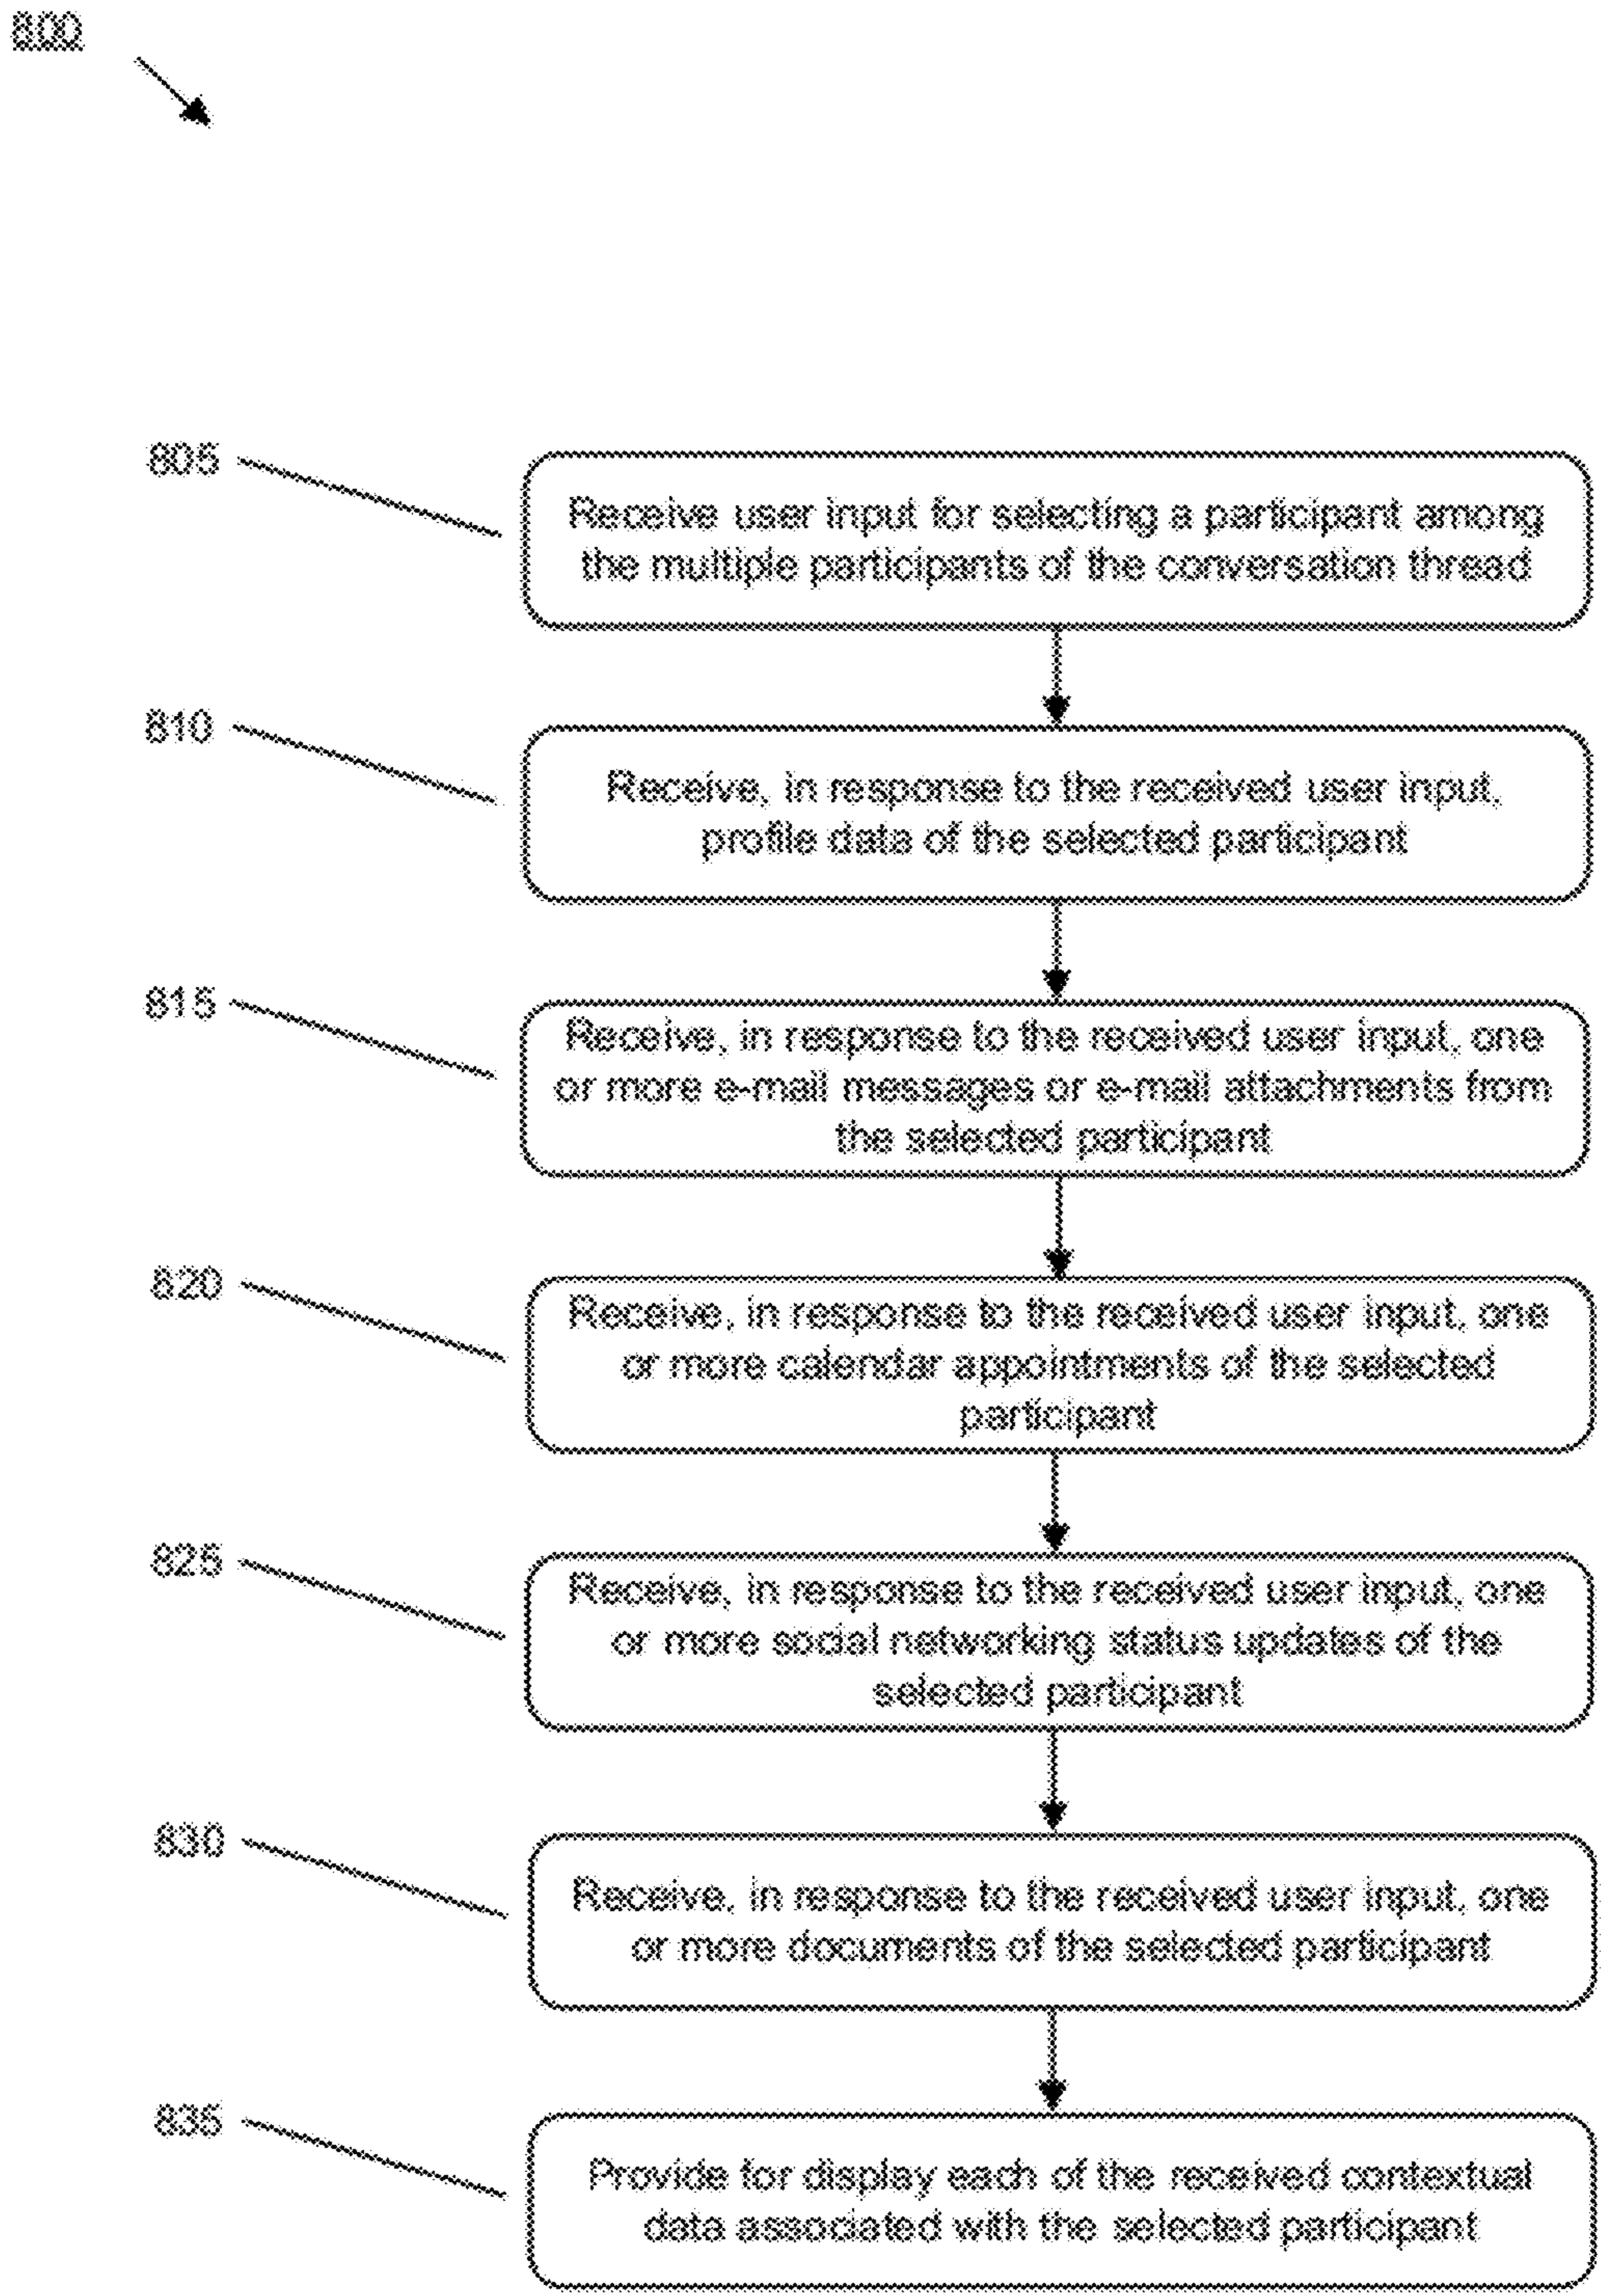 800
805
Receive user input for selecting a participant among
the multiple participants of the conversation thread
810
Receive, in response to the received user input,
profile data of the selected participant
815
Receive, in response to the received user input, one
or more e-mail messages or e-mail attachments from
the selected participant
820
Receive, in response to the received user input, one
or more calendar appointments of the selected
participant
825
Receive, in response to the received user input, one
or more social networking status updates of the
selected participant
830
Receive, in response to the received user input, one
or more documents of the selected participant
835
Provide for display each of the received contextual
data associated with the selected participant